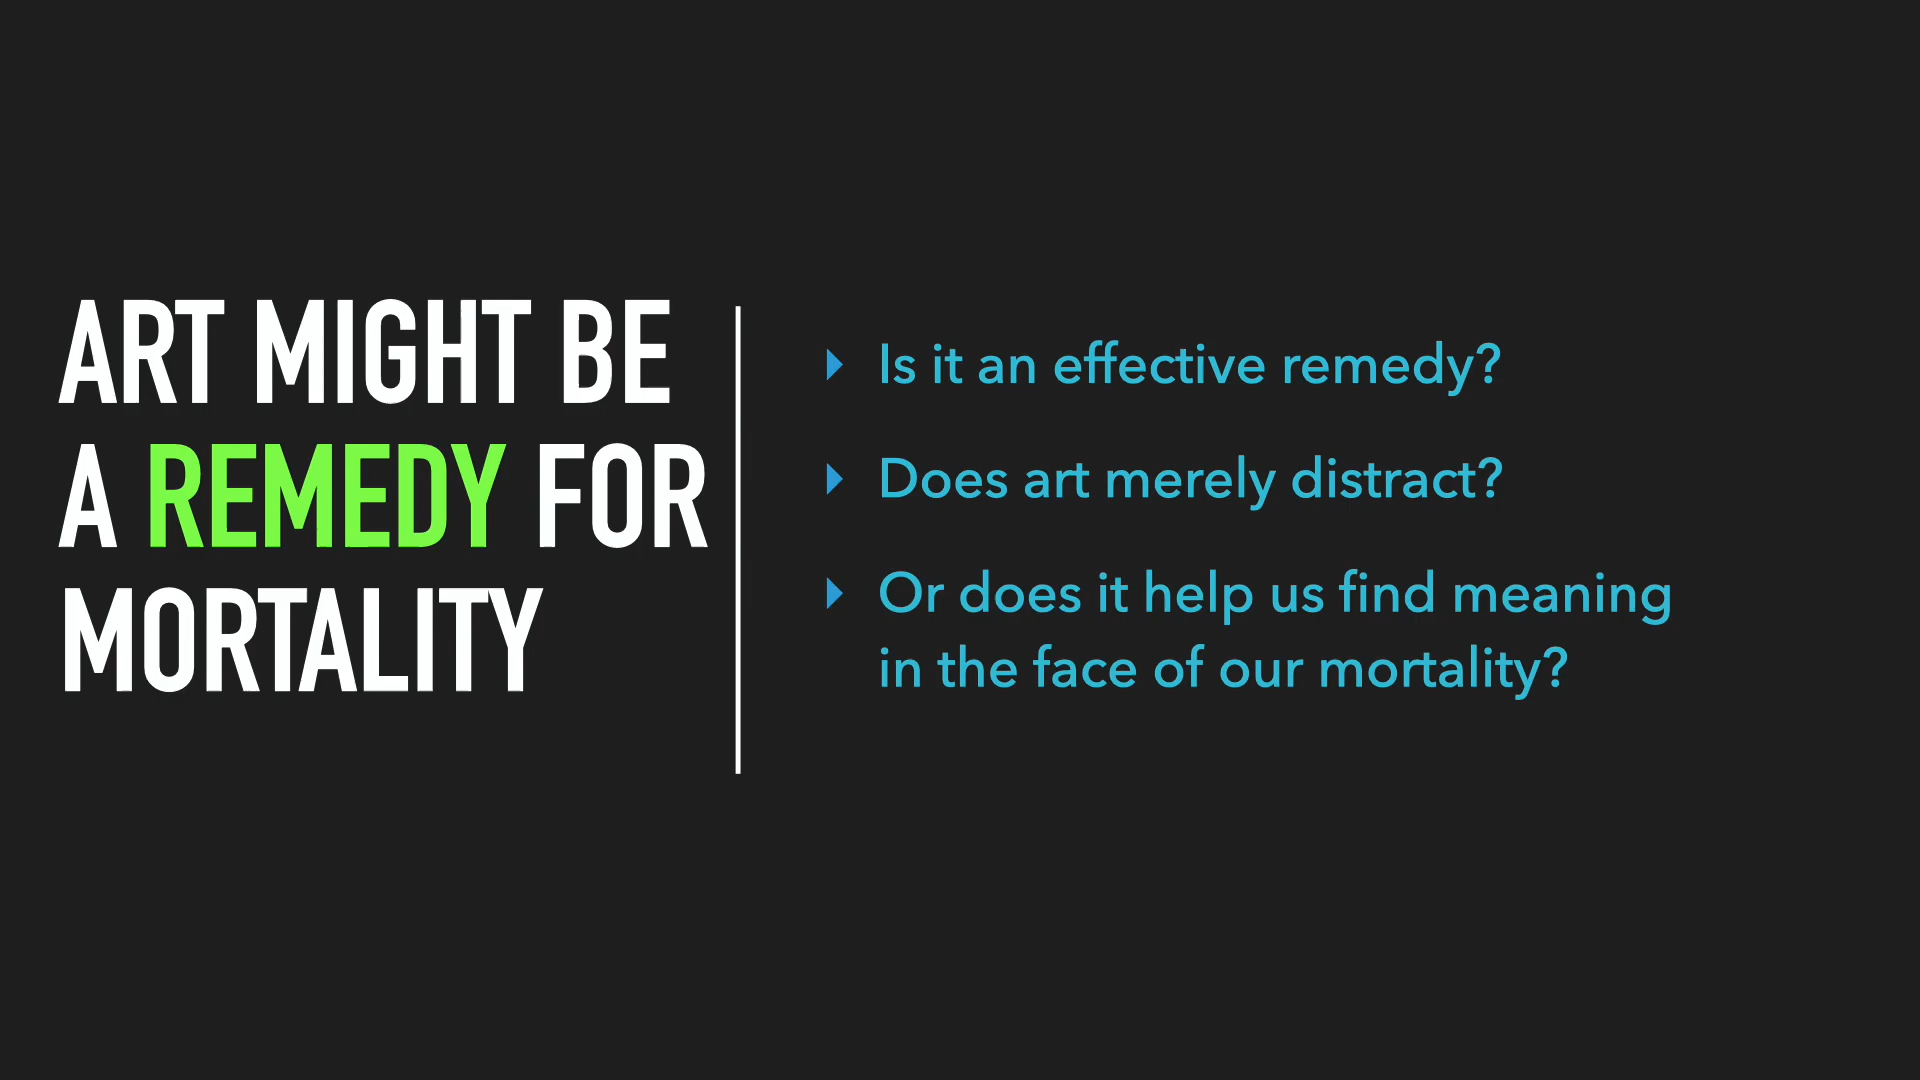 ART MIGHT BE
A REMEDY FOR
MORTALITY
Is it an effective remedy?
Does art merely distract?
Or does it help us find meaning
in the face of our mortality?